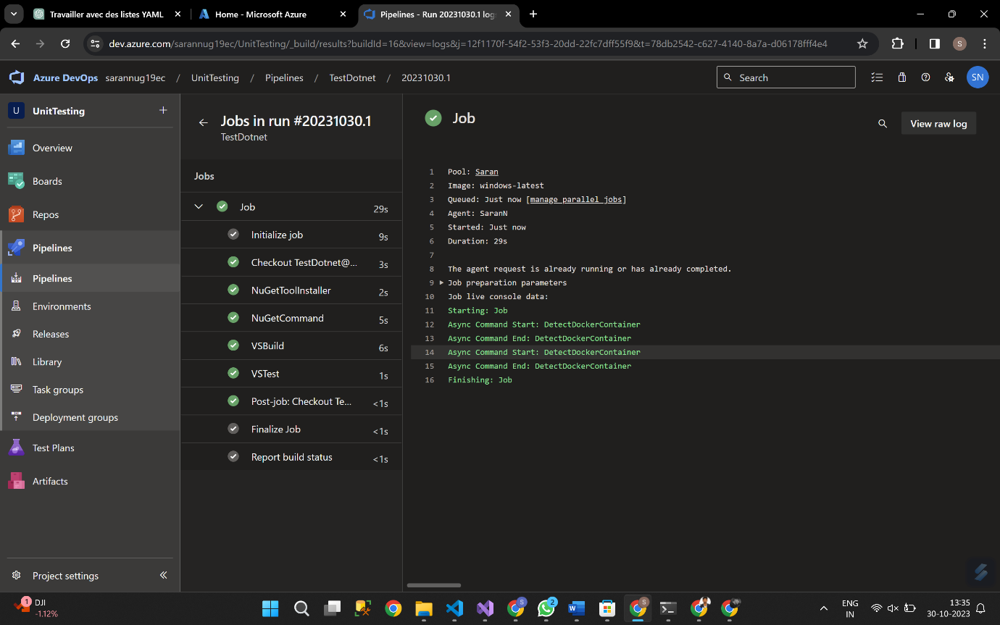 Travailler avec des listes YAML
Home - Microsoft Azure
Pipelines - Run 20231030.1 log
dev.azure.com/sarannug19ec/UnitTesting/_build/results?buildId=16&view=logs&j=12f1170f-54f2-53f3-20dd-22fc7dff55f9&t=78db2542-c627-4140-8a7a-d06178fff4e4
S
Azure DevOps sarannug19ec / UnitTesting / Pipelines / TestDotnet / 20231030.1
Search
SN
U UnitTesting +
Overview
Boards
Repos
Pipelines
Pipelines
Environments
Releases
Library
Task groups
Deployment groups
Test Plans
Artifacts
Project settings
Jobs in run #20231030.1
TestDotnet
Jobs
Job 29s
Initialize job 9s
Checkout TestDotnet@... 3s
NuGetToolInstaller 2s
NuGetCommand 5s
VSBuild 6s
VSTest 1s
Post-job: Checkout Te... <1s
Finalize Job <1s
Report build status <1s
Job
View raw log
1 Pool: Saran
2 Image: windows-latest
3 Queued: Just now [manage parallel jobs]
4 Agent: SaranN
5 Started: Just now
6 Duration: 29s
7
8 The agent request is already running or has already completed.
9 Job preparation parameters
10 Job live console data:
11 Starting: Job
12 Async Command Start: DetectDockerContainer
13 Async Command End: DetectDockerContainer
14 Async Command Start: DetectDockerContainer
15 Async Command End: DetectDockerContainer
16 Finishing: Job
1 DJI
-1.12%
S
2
W
S
ENG
IN
13:35
30-10-2023